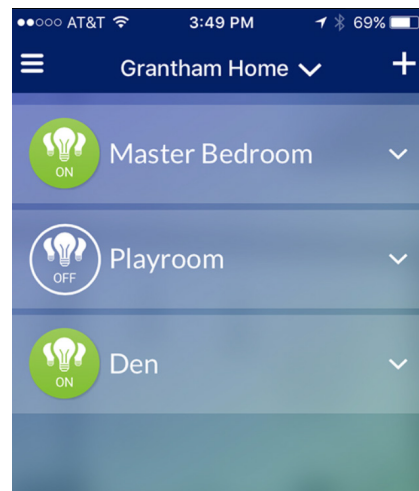 AT&T 3:49 PM 69%
Grantham Home
Master Bedroom
ON
Playroom
OFF
Den
ON